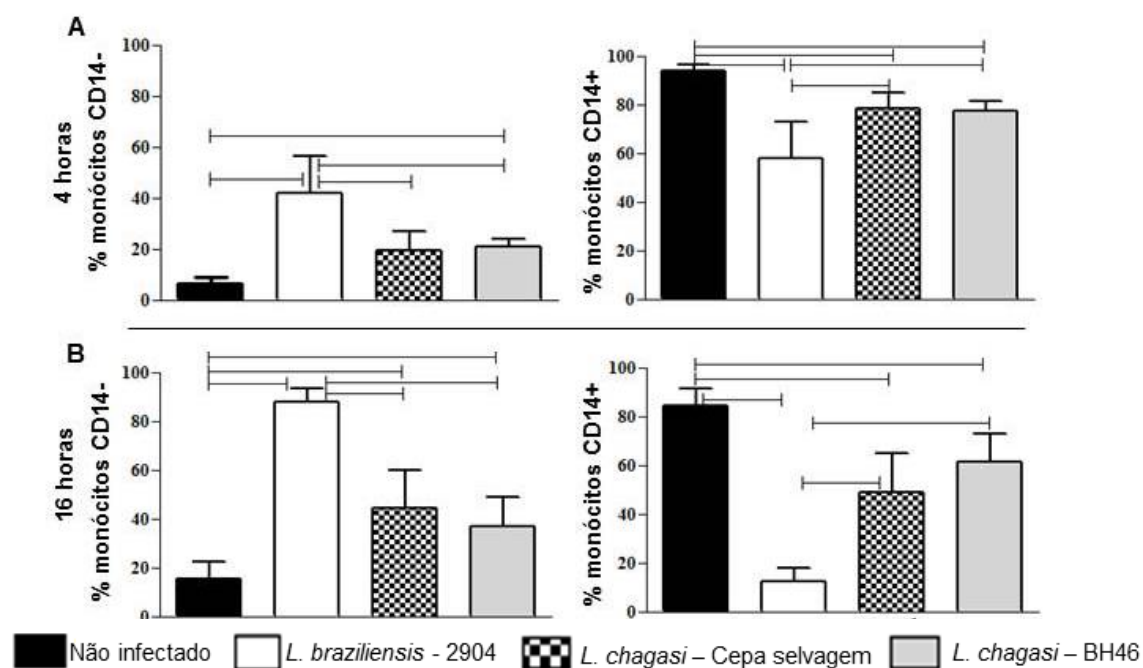 A
4 horas
% monócitos CD14-
100
80
60
40
20
0
% monócitos CD14+
100
80
60
40
20
0
B
16 horas
% monócitos CD14-
100
80
60
40
20
0
% monócitos CD14+
100
80
60
40
20
0
Não infectado
L. braziliensis - 2904
L. chagasi – Cepa selvagem
L. chagasi – BH46